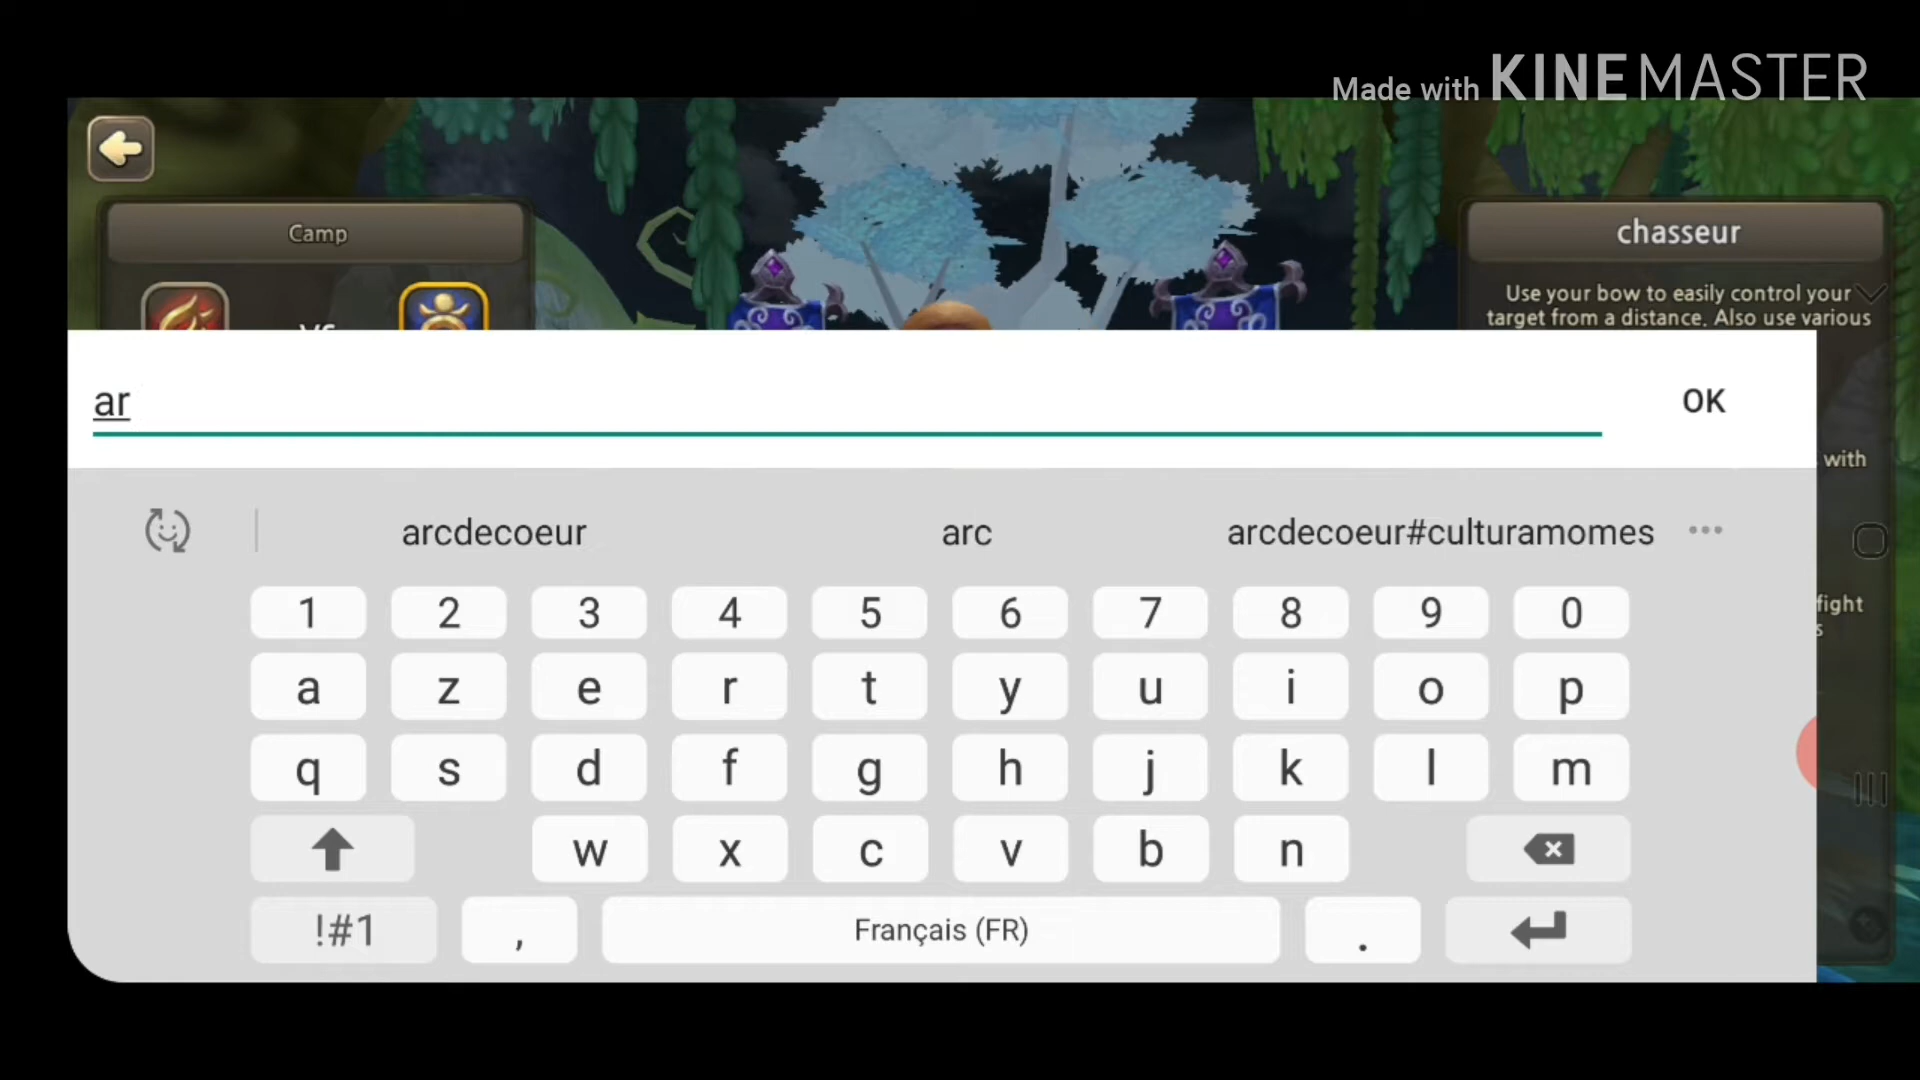 Made with KINEMASTER
Camp
chasseur
Use your bow to easily control your
target from a distance. Also use various
ar
OK
with
arcdecoeur
arc
arcdecoeur#culturamomes
fight
1 2 3 4 5 6 7 8 9 0
a z e r t y u i o p
q s d f g h j k l m
w x c v b n
!#1 , Français (FR) .